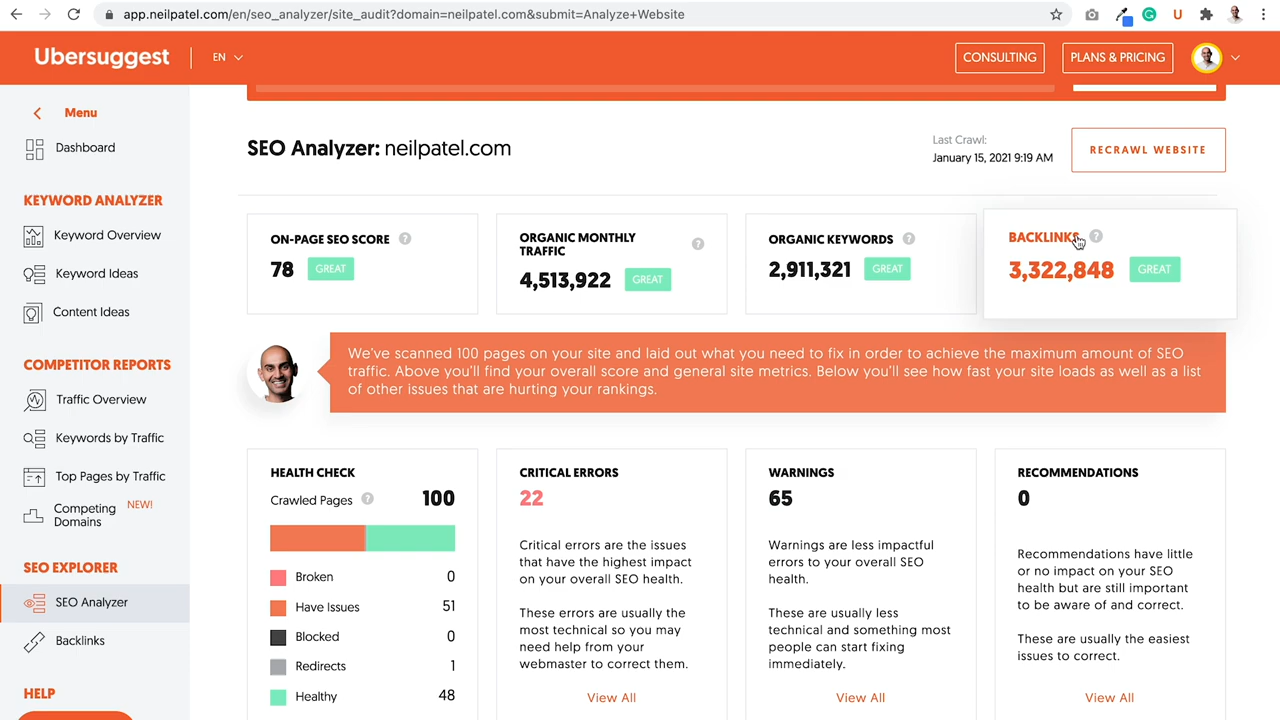 app.neilpatel.com/en/seo_analyzer/site_audit?domain=neilpatel.com&submit=Analyze+Website
Ubersuggest
EN
CONSULTING
PLANS & PRICING
Menu
Dashboard
KEYWORD ANALYZER
Keyword Overview
Keyword Ideas
Content Ideas
COMPETITOR REPORTS
Traffic Overview
Keywords by Traffic
Top Pages by Traffic
Competing
Domains
NEW!
SEO EXPLORER
SEO Analyzer
Backlinks
HELP
SEO Analyzer: neilpatel.com
Last Crawl:
January 15, 2021 9:19 AM
RECRAWL WEBSITE
ON-PAGE SEO SCORE ?
78 GREAT
ORGANIC MONTHLY
TRAFFIC ?
4,513,922 GREAT
ORGANIC KEYWORDS ?
2,911,321 GREAT
BACKLINKS ?
3,322,848 GREAT
We've scanned 100 pages on your site and laid out what you need to fix in order to achieve the maximum amount of SEO
traffic. Above you'll find your overall score and general site metrics. Below you'll see how fast your site loads as well as a list
of other issues that are hurting your rankings.
HEALTH CHECK
Crawled Pages ? 100
Broken 0
Have Issues 51
Blocked 0
Redirects 1
Healthy 48
CRITICAL ERRORS
22
Critical errors are the issues
that have the highest impact
on your overall SEO health.
These errors are usually the
most technical so you may
need help from your
webmaster to correct them.
View All
WARNINGS
65
Warnings are less impactful
errors to your overall SEO
health.
These are usually less
technical and something most
people can start fixing
immediately.
View All
RECOMMENDATIONS
0
Recommendations have little
or no impact on your SEO
health but are still important
to be aware of and correct.
These are usually the easiest
issues to correct.
View All